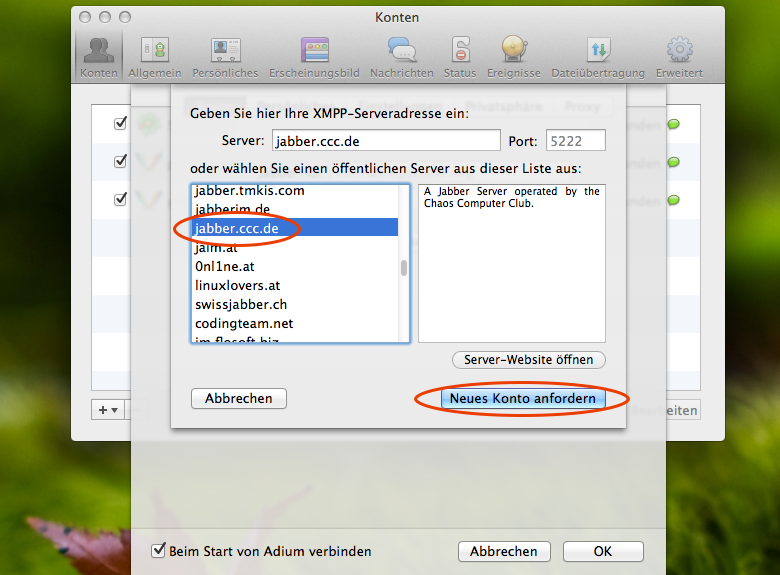 Konten
Konten Allgemein Persönliches Erscheinungsbild Nachrichten Status Ereignisse Dateiübertragung Erweitert
Privatsphäre Proxy
Geben Sie hier Ihre XMPP-Serveradresse ein:
Server: jabber.ccc.de Port: 5222
oder wählen Sie einen öffentlichen Server aus dieser Liste aus:
jabber.tmkis.com
jabberim.de
jabber.ccc.de
jaim.at
0nl1ne.at
linuxlovers.at
swissjabber.ch
codingteam.net
im.flosoft.biz
A Jabber Server operated by the
Chaos Computer Club.
Server-Website öffnen
Abbrechen Neues Konto anfordern
Beim Start von Adium verbinden Abbrechen OK